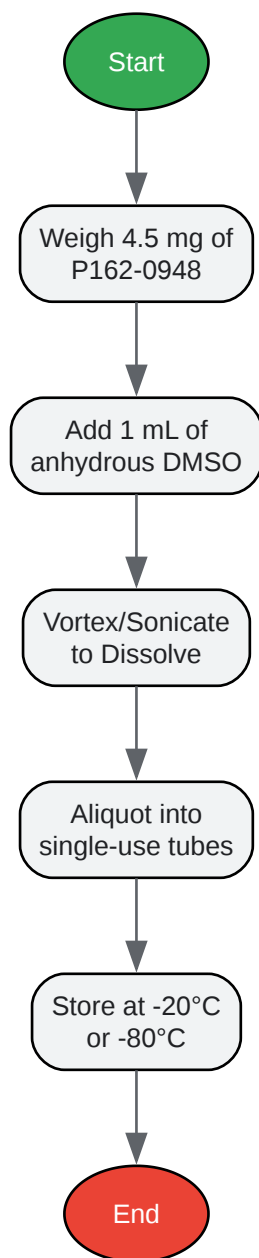 Start
Weigh 4.5 mg of
P162-0948
Add 1 mL of
anhydrous DMSO
Vortex/Sonicate
to Dissolve
Aliquot into
single-use tubes
Store at -20°C
or -80°C
End